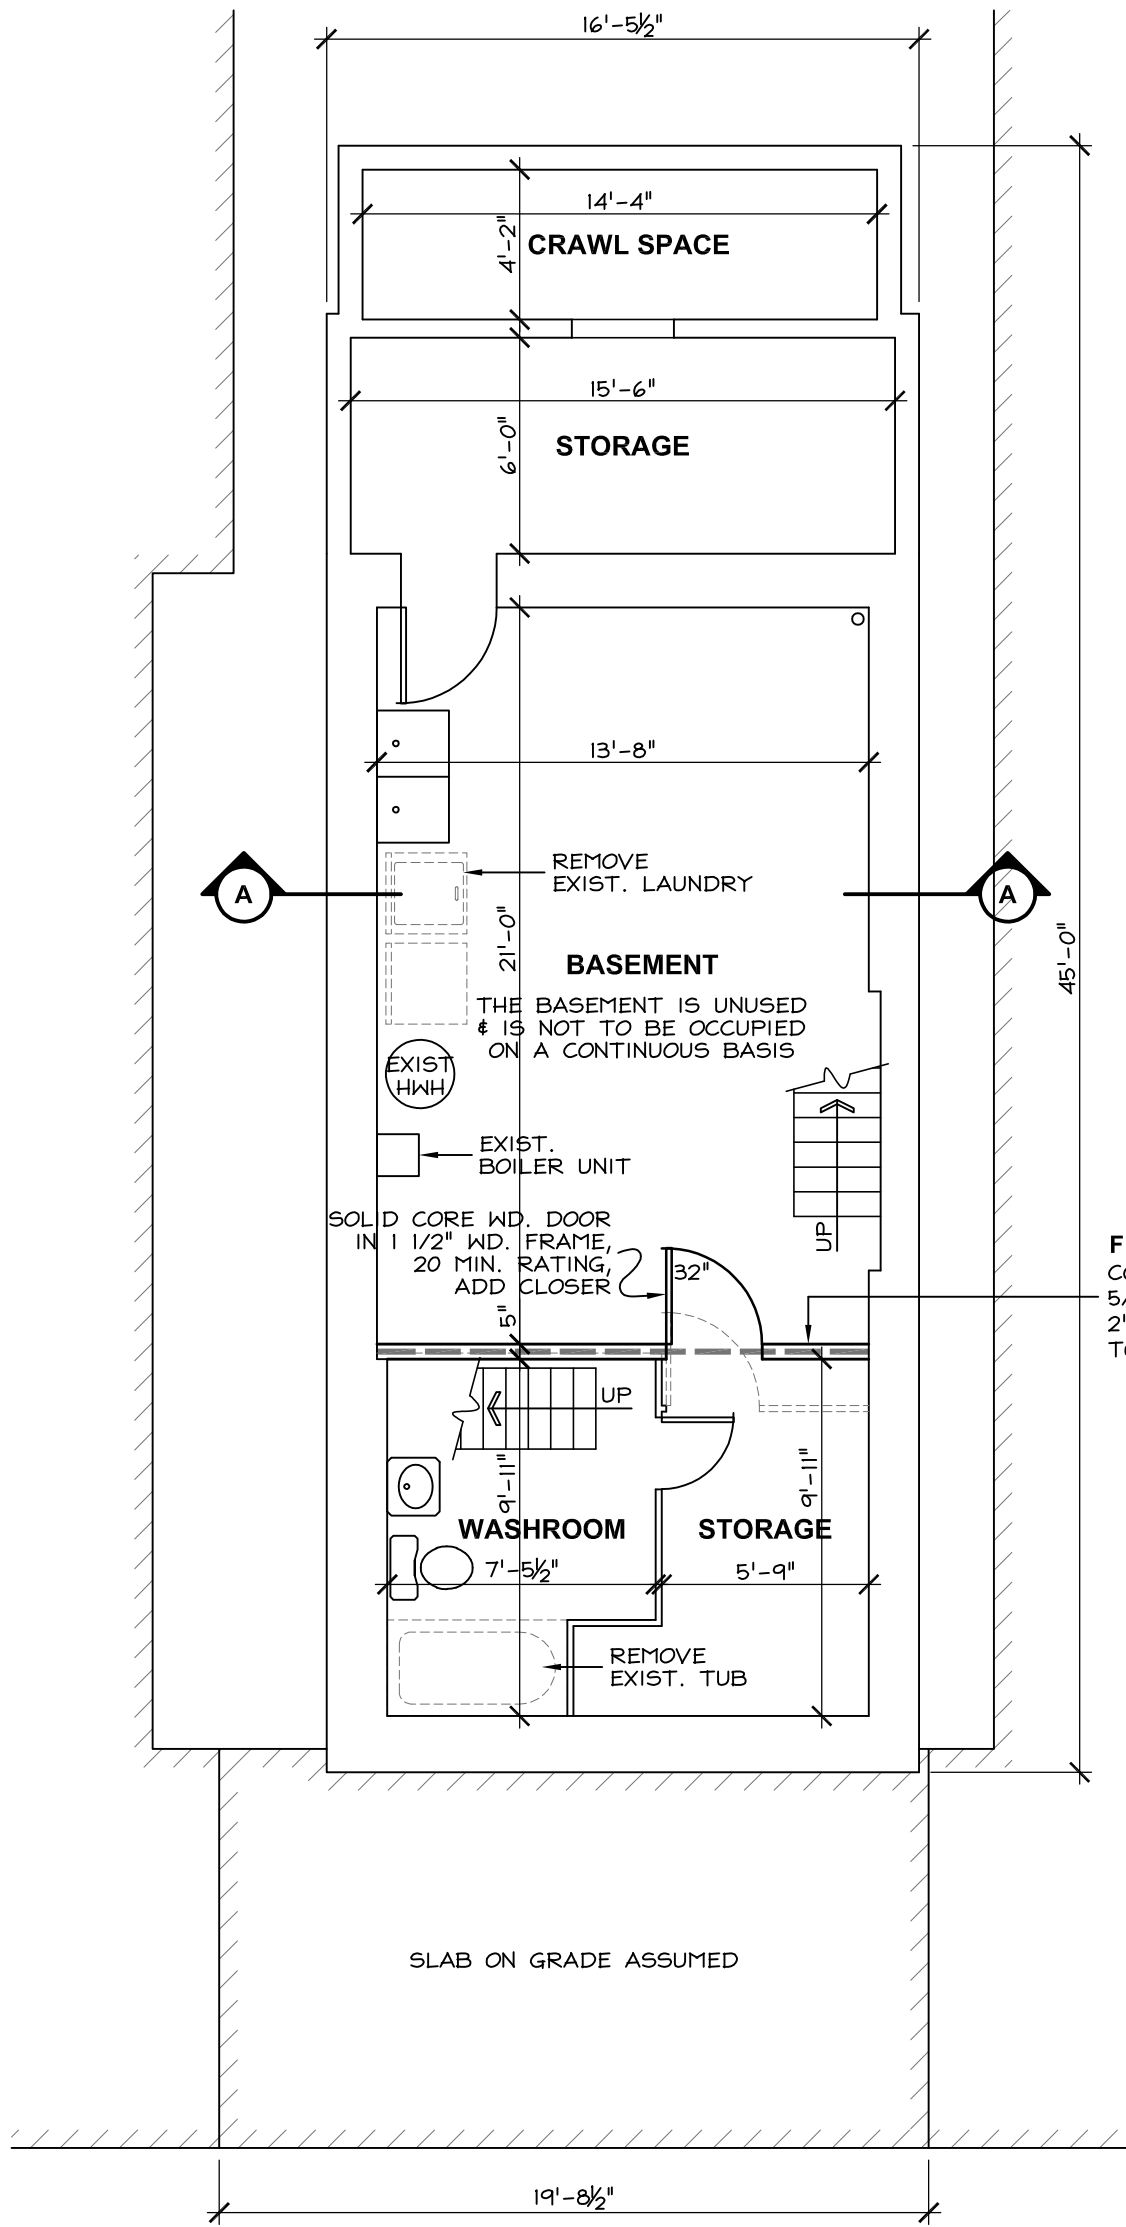 16'-5½"
14'-4"
4'-2"
CRAWL SPACE
15'-6"
6'-0"
STORAGE
13'-8"
REMOVE
EXIST. LAUNDRY
A
A
21'-0"
45'-0"
BASEMENT
THE BASEMENT IS UNUSED
& IS NOT TO BE OCCUPIED
ON A CONTINUOUS BASIS
EXIST
HWH
EXIST.
BOILER UNIT
UP
SOLID CORE WD. DOOR
IN 1 1/2" WD. FRAME,
20 MIN. RATING,
ADD CLOSER
32"
5"
UP
9'-11"
9'-11"
WASHROOM
STORAGE
7'-5½"
5'-9"
REMOVE
EXIST. TUB
SLAB ON GRADE ASSUMED
19'-8½"